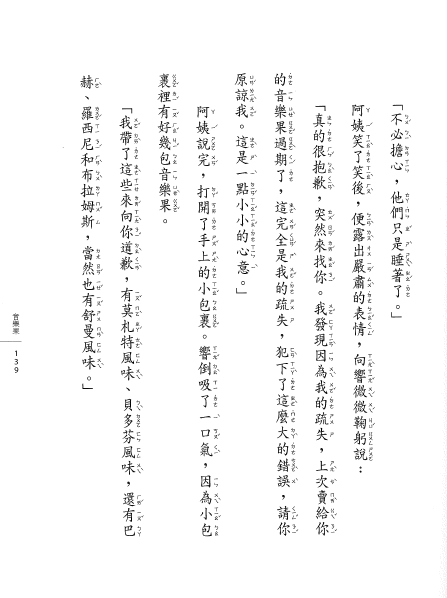 「不必擔心，他們只是睡著了。」
阿姨笑了笑後，便露出嚴肅的表情，向響微微鞠躬說：
「真的很抱歉，突然來找你。我發現因為我的疏失，上次賣給你
的音樂果過期了，這完全是我的疏失，犯下了這麼大的錯誤，請你
原諒我。這是一點小小的心意。」
阿姨說完，打開了手上的小包裹。響倒吸了一口氣，因為小包
裹裡有好幾包音樂果。
「我帶了這些來向你道歉，有莫札特風味、貝多芬風味，還有巴
赫、羅西尼和布拉姆斯，當然也有舒曼風味。」
音樂果
139